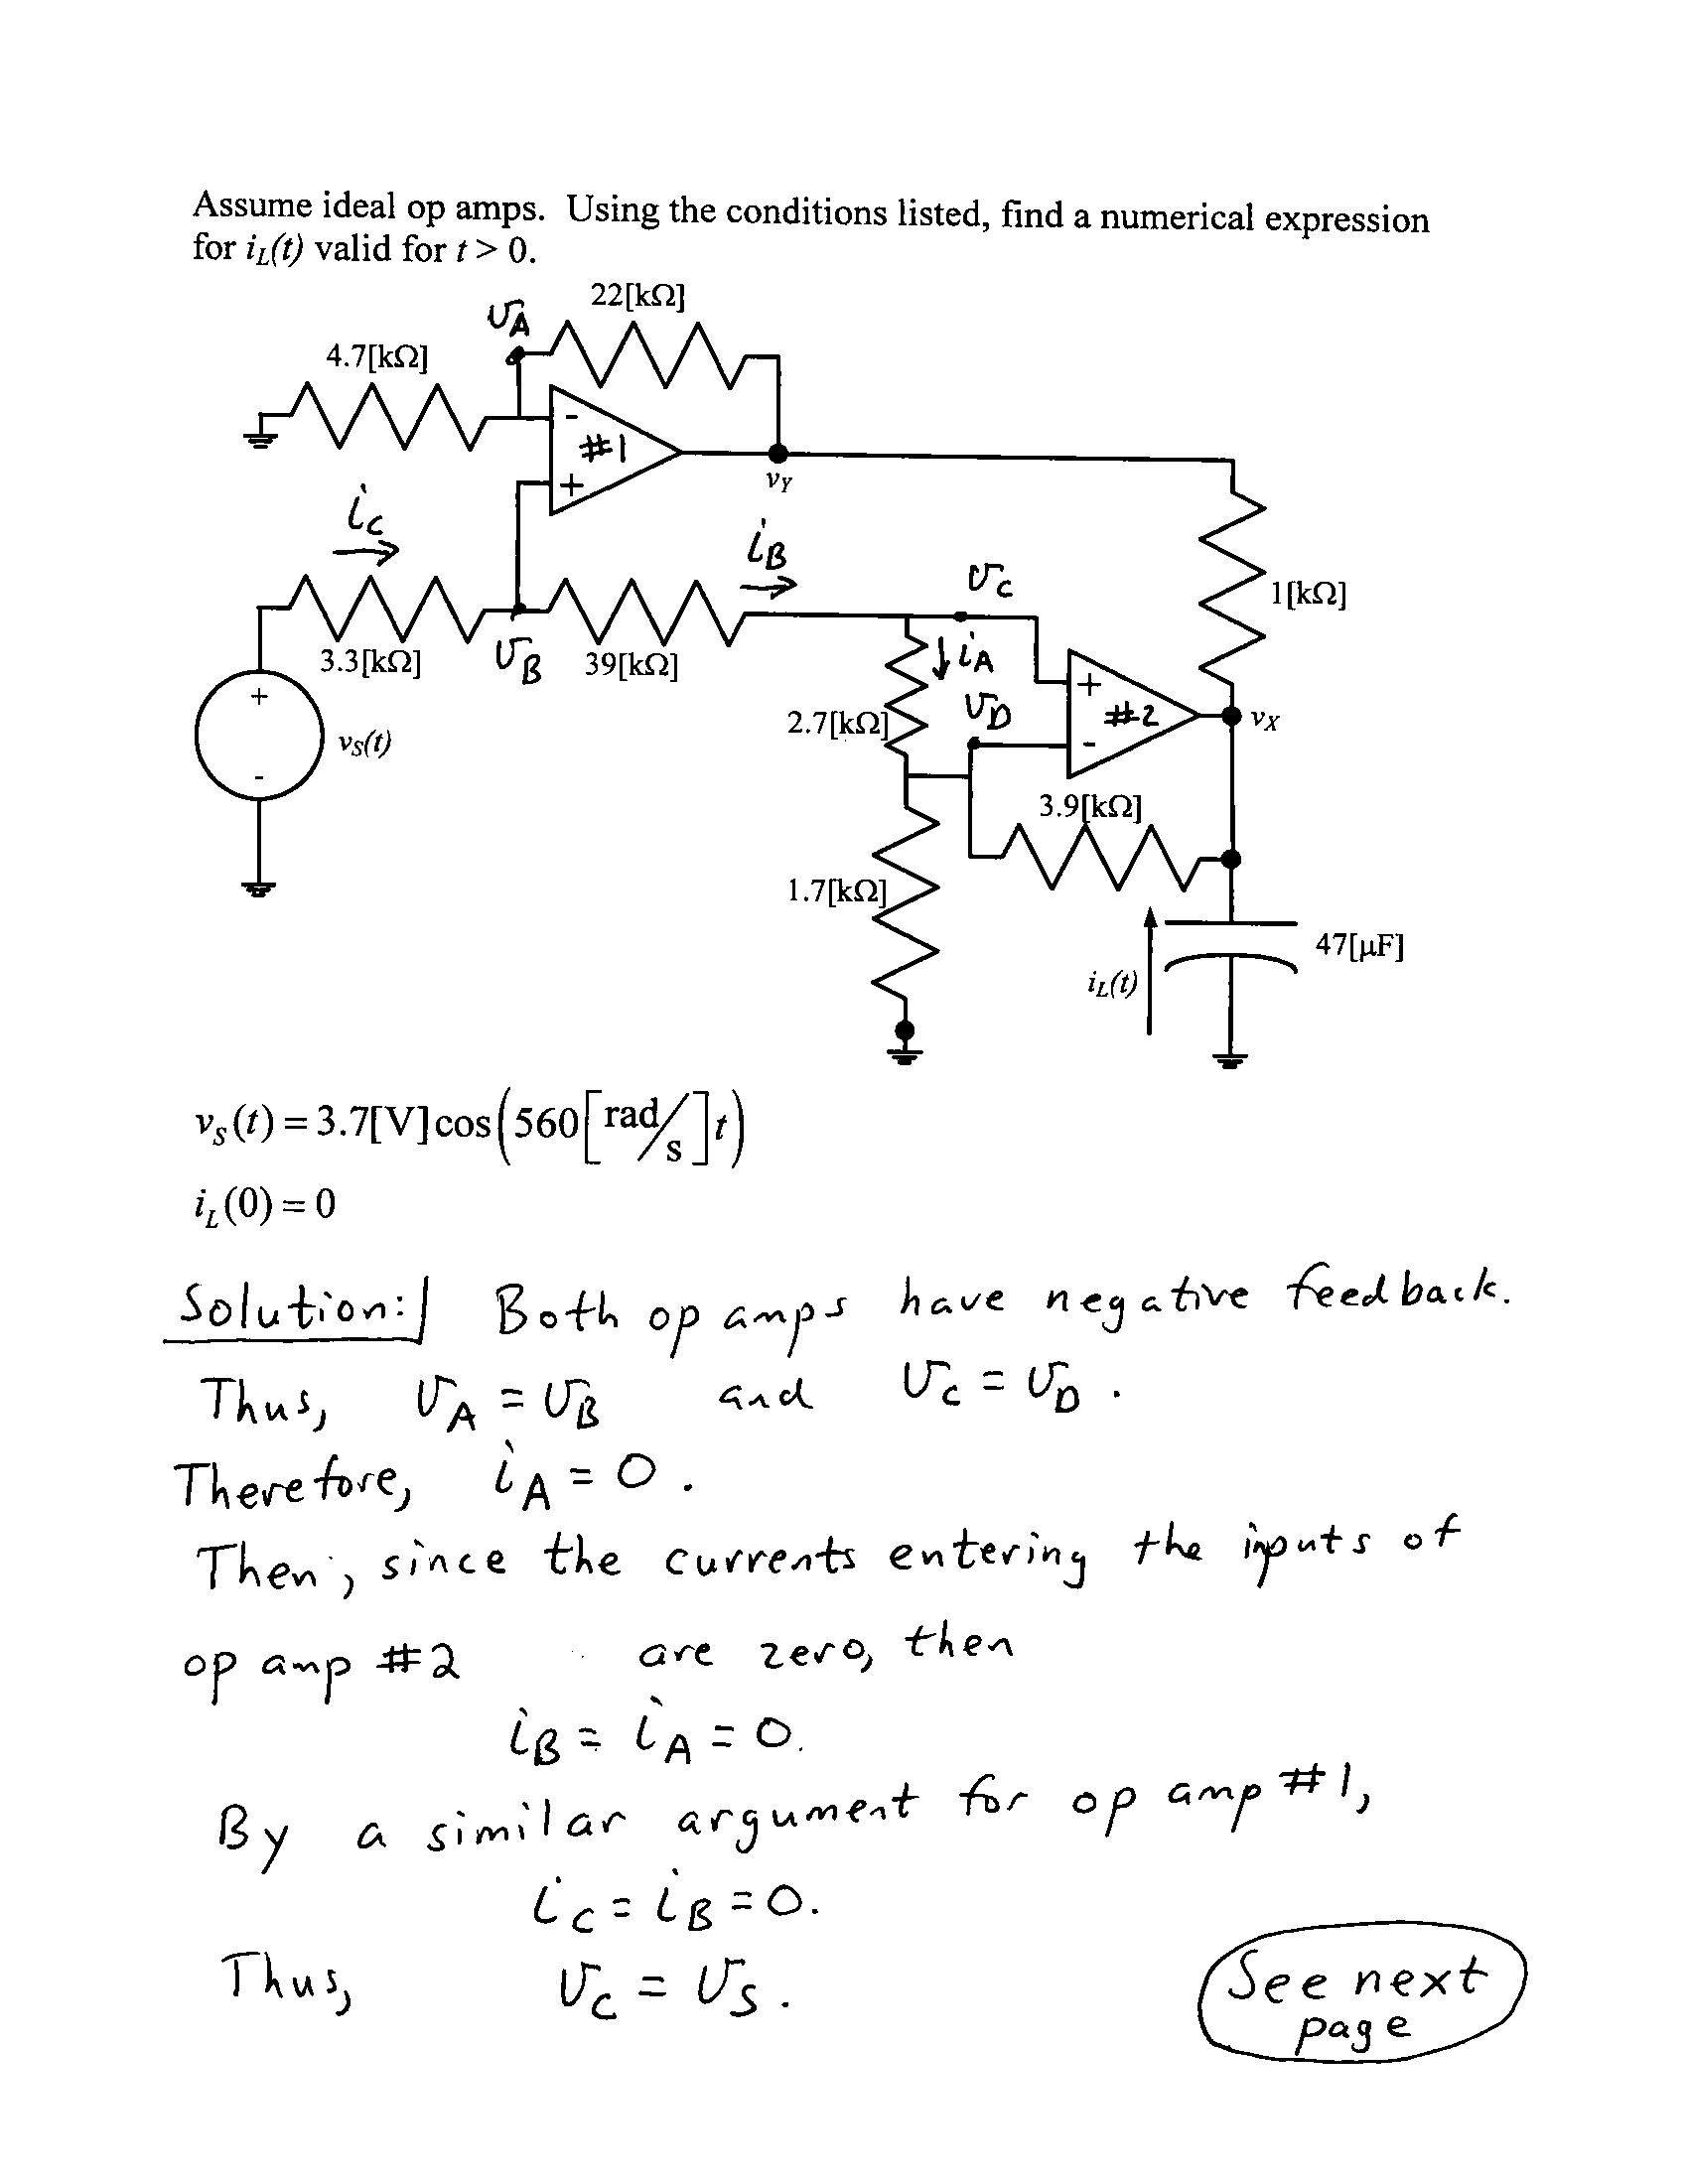 Assume ideal op amps. Using the conditions listed, find a numerical expression
for iL(t) valid for t > 0.
22[kΩ]
vA
4.7[kΩ]
-
#1
+
vY
iC
iB
vC
1[kΩ]
3.3[kΩ]
vB
39[kΩ]
iA
+
vS(t)
-
2.7[kΩ]
vD
+
#2
-
vX
3.9[kΩ]
1.7[kΩ]
47[μF]
iL(t)
vS(t) = 3.7[V]cos(560[rad/s]t)
iL(0) = 0
Solution: Both op amps have negative feedback.
Thus, vA = vB and vC = vD.
Therefore, iA = 0.
Then, since the currents entering the inputs of
op amp #2 are zero, then
iB = iA = 0.
By a similar argument for op amp #1,
iC = iB = 0.
Thus, vC = vS.
See next
page